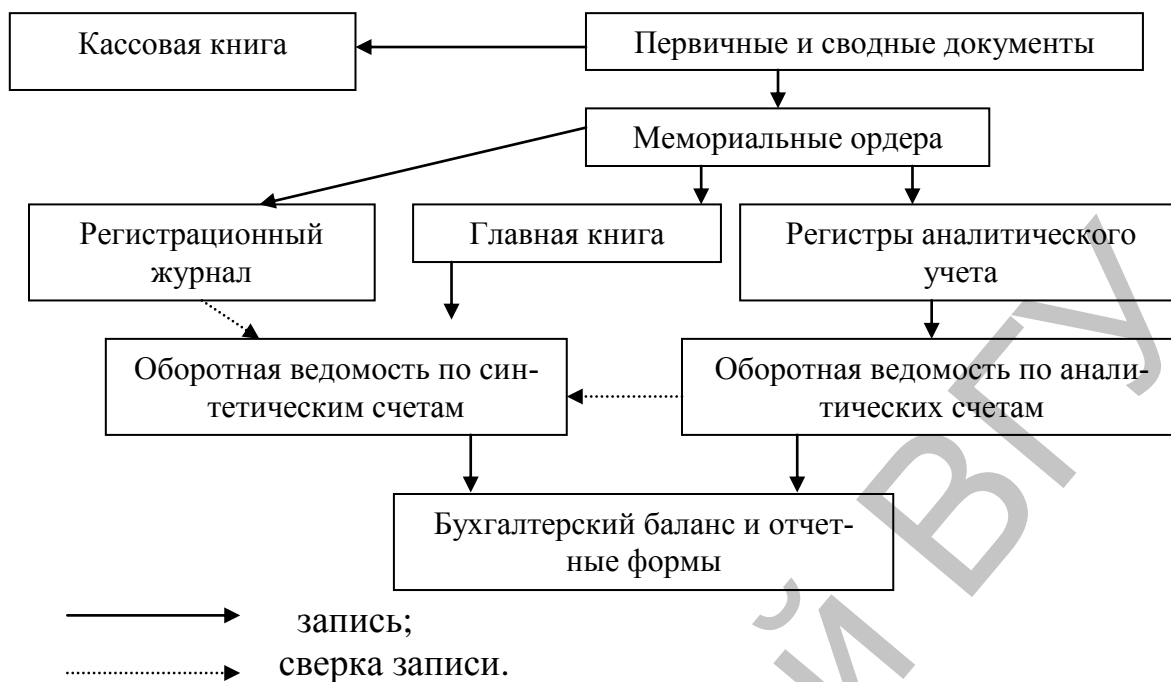 Кассовая книга
Первичные и сводные документы
Мемориальные ордера
Регистрационный
журнал
Главная книга
Регистры аналитического
учета
Оборотная ведомость по син-
тетическим счетам
Оборотная ведомость по анали-
тических счетам
Бухгалтерский баланс и отчет-
ные формы
запись;
сверка записи.
й ВГУ